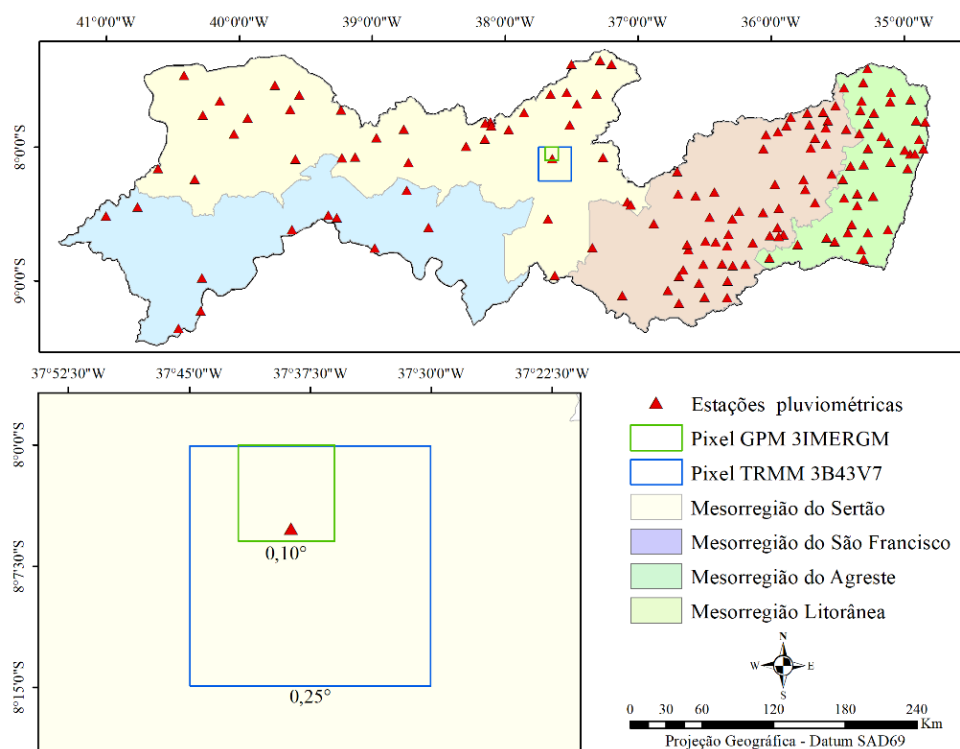 41°0'0"W 40°0'0"W 39°0'0"W 38°0'0"W 37°0'0"W 36°0'0"W 35°0'0"W
8°0'0"S
9°0'0"S
37°52'30"W 37°45'0"W 37°37'30"W 37°30'0"W 37°22'30"W
8°0'0"S
8°7'30"S
8°15'0"S
0,10°
0,25°
Estações pluviométricas
Pixel GPM 3IMERGM
Pixel TRMM 3B43V7
Mesorregião do Sertão
Mesorregião do São Francisco
Mesorregião do Agreste
Mesorregião Litorânea
N
W E
S
0 30 60 120 180 240
Km
Projeção Geográfica - Datum SAD69